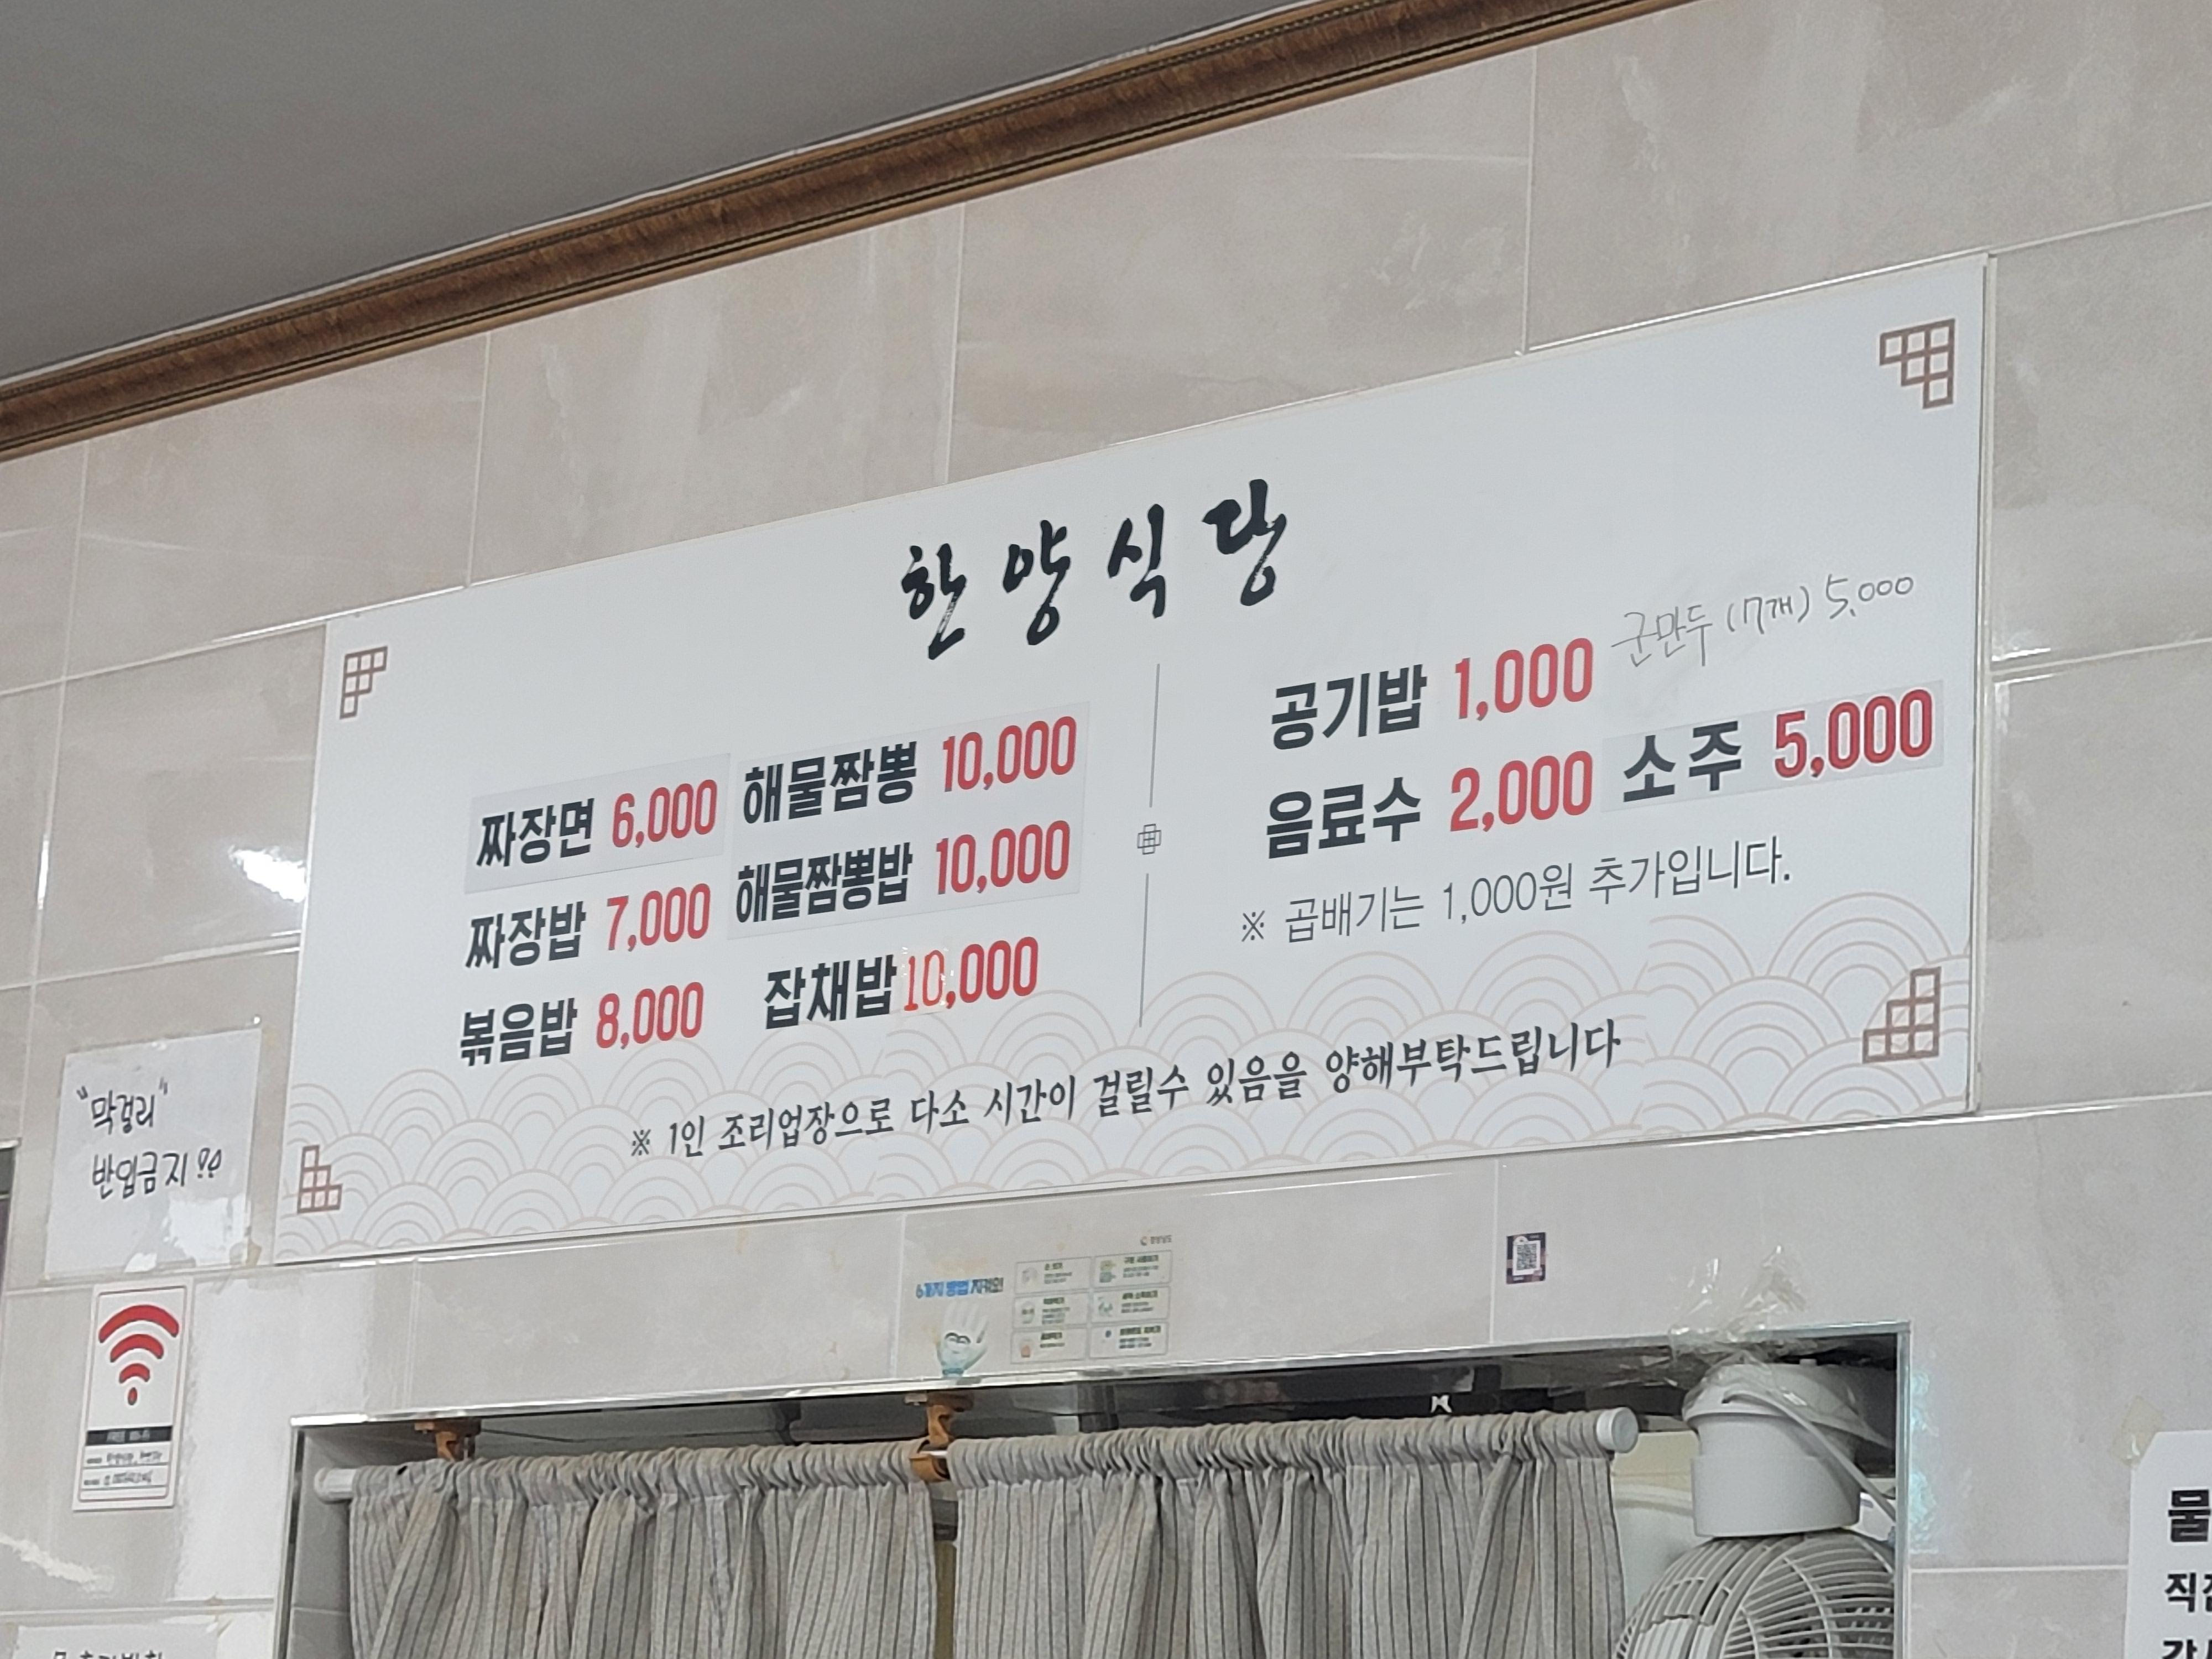 한양식당
짜장면 6,000 해물짬뽕 10,000
짜장밥 7,000 해물짬뽕밥 10,000
볶음밥 8,000 잡채밥 10,000
군만두 (7개) 5,000
공기밥 1,000
음료수 2,000 소주 5,000
※ 곱배기는 1,000원 추가입니다.
※ 1인 조리업장으로 다소 시간이 걸릴수 있음을 양해부탁드립니다
"막걸리"
반입금지!!
물